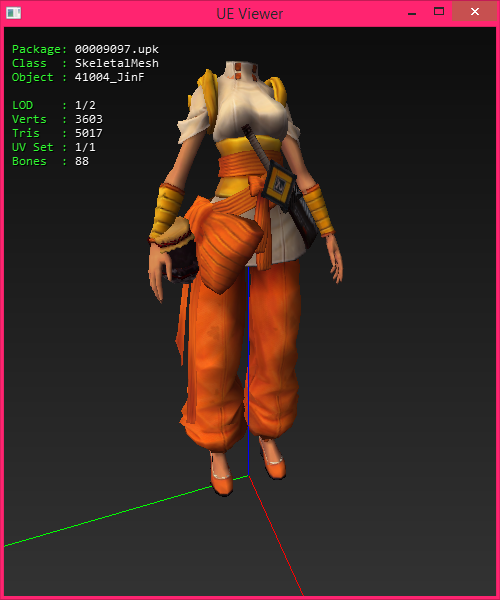 UE Viewer
Package: 00009097.upk
Class : SkeletalMesh
Object : 41004_JinF
LOD : 1/2
Verts : 3603
Tris : 5017
UV Set : 1/1
Bones : 88